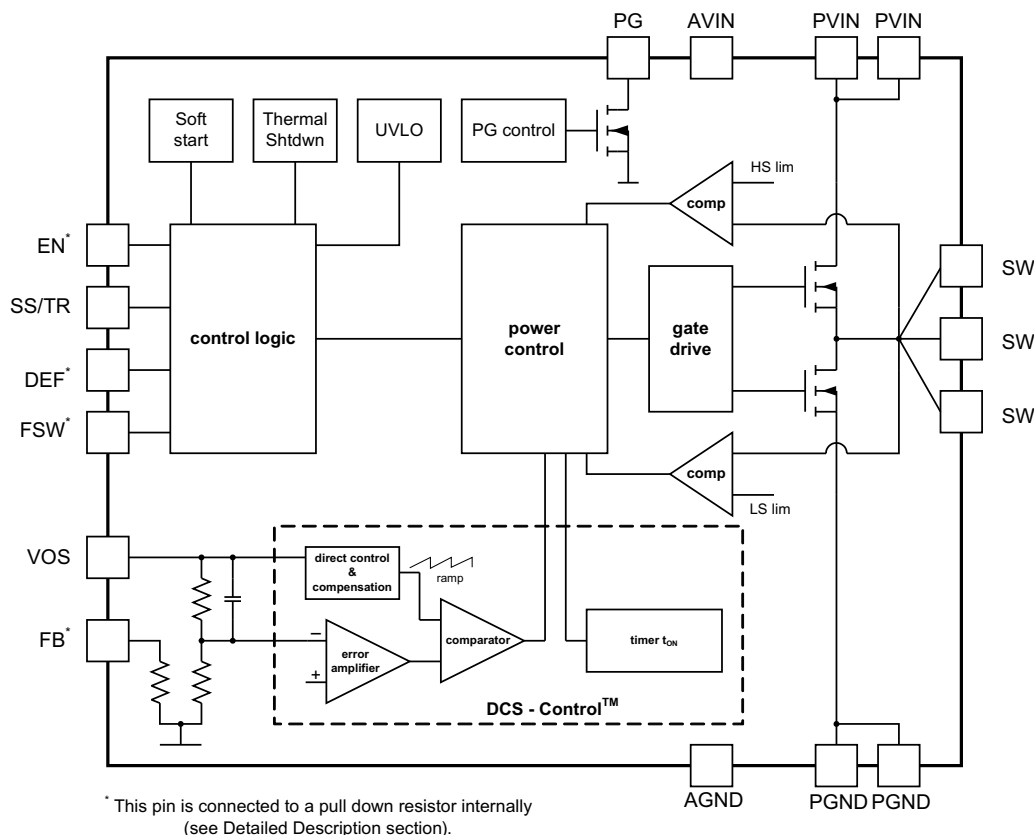 PG AVIN PVIN PVIN
Soft
start
Thermal
Shtdwn
UVLO
PG control
HS lim
comp
EN*
SS/TR
DEF*
FSW*
control logic
power
control
gate
drive
SW
SW
SW
comp
LS lim
VOS
direct control
&
compensation
ramp
FB*
−
+
error
amplifier
comparator
timer tON
DCS - Control™
AGND PGND PGND
* This pin is connected to a pull down resistor internally
(see Detailed Description section).